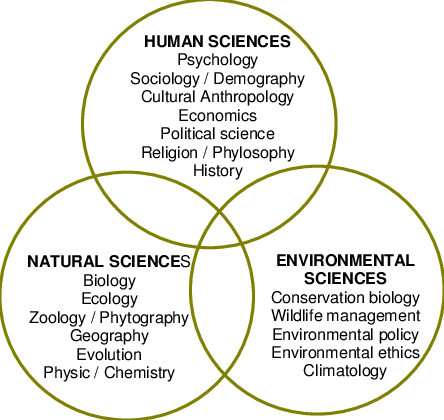 HUMAN SCIENCES
Psychology
Sociology / Demography
Cultural Anthropology
Economics
Political science
Religion / Phylosophy
History
NATURAL SCIENCES
Biology
Ecology
Zoology / Phytography
Geography
Evolution
Physic / Chemistry
ENVIRONMENTAL
SCIENCES
Conservation biology
Wildlife management
Environmental policy
Environmental ethics
Climatology